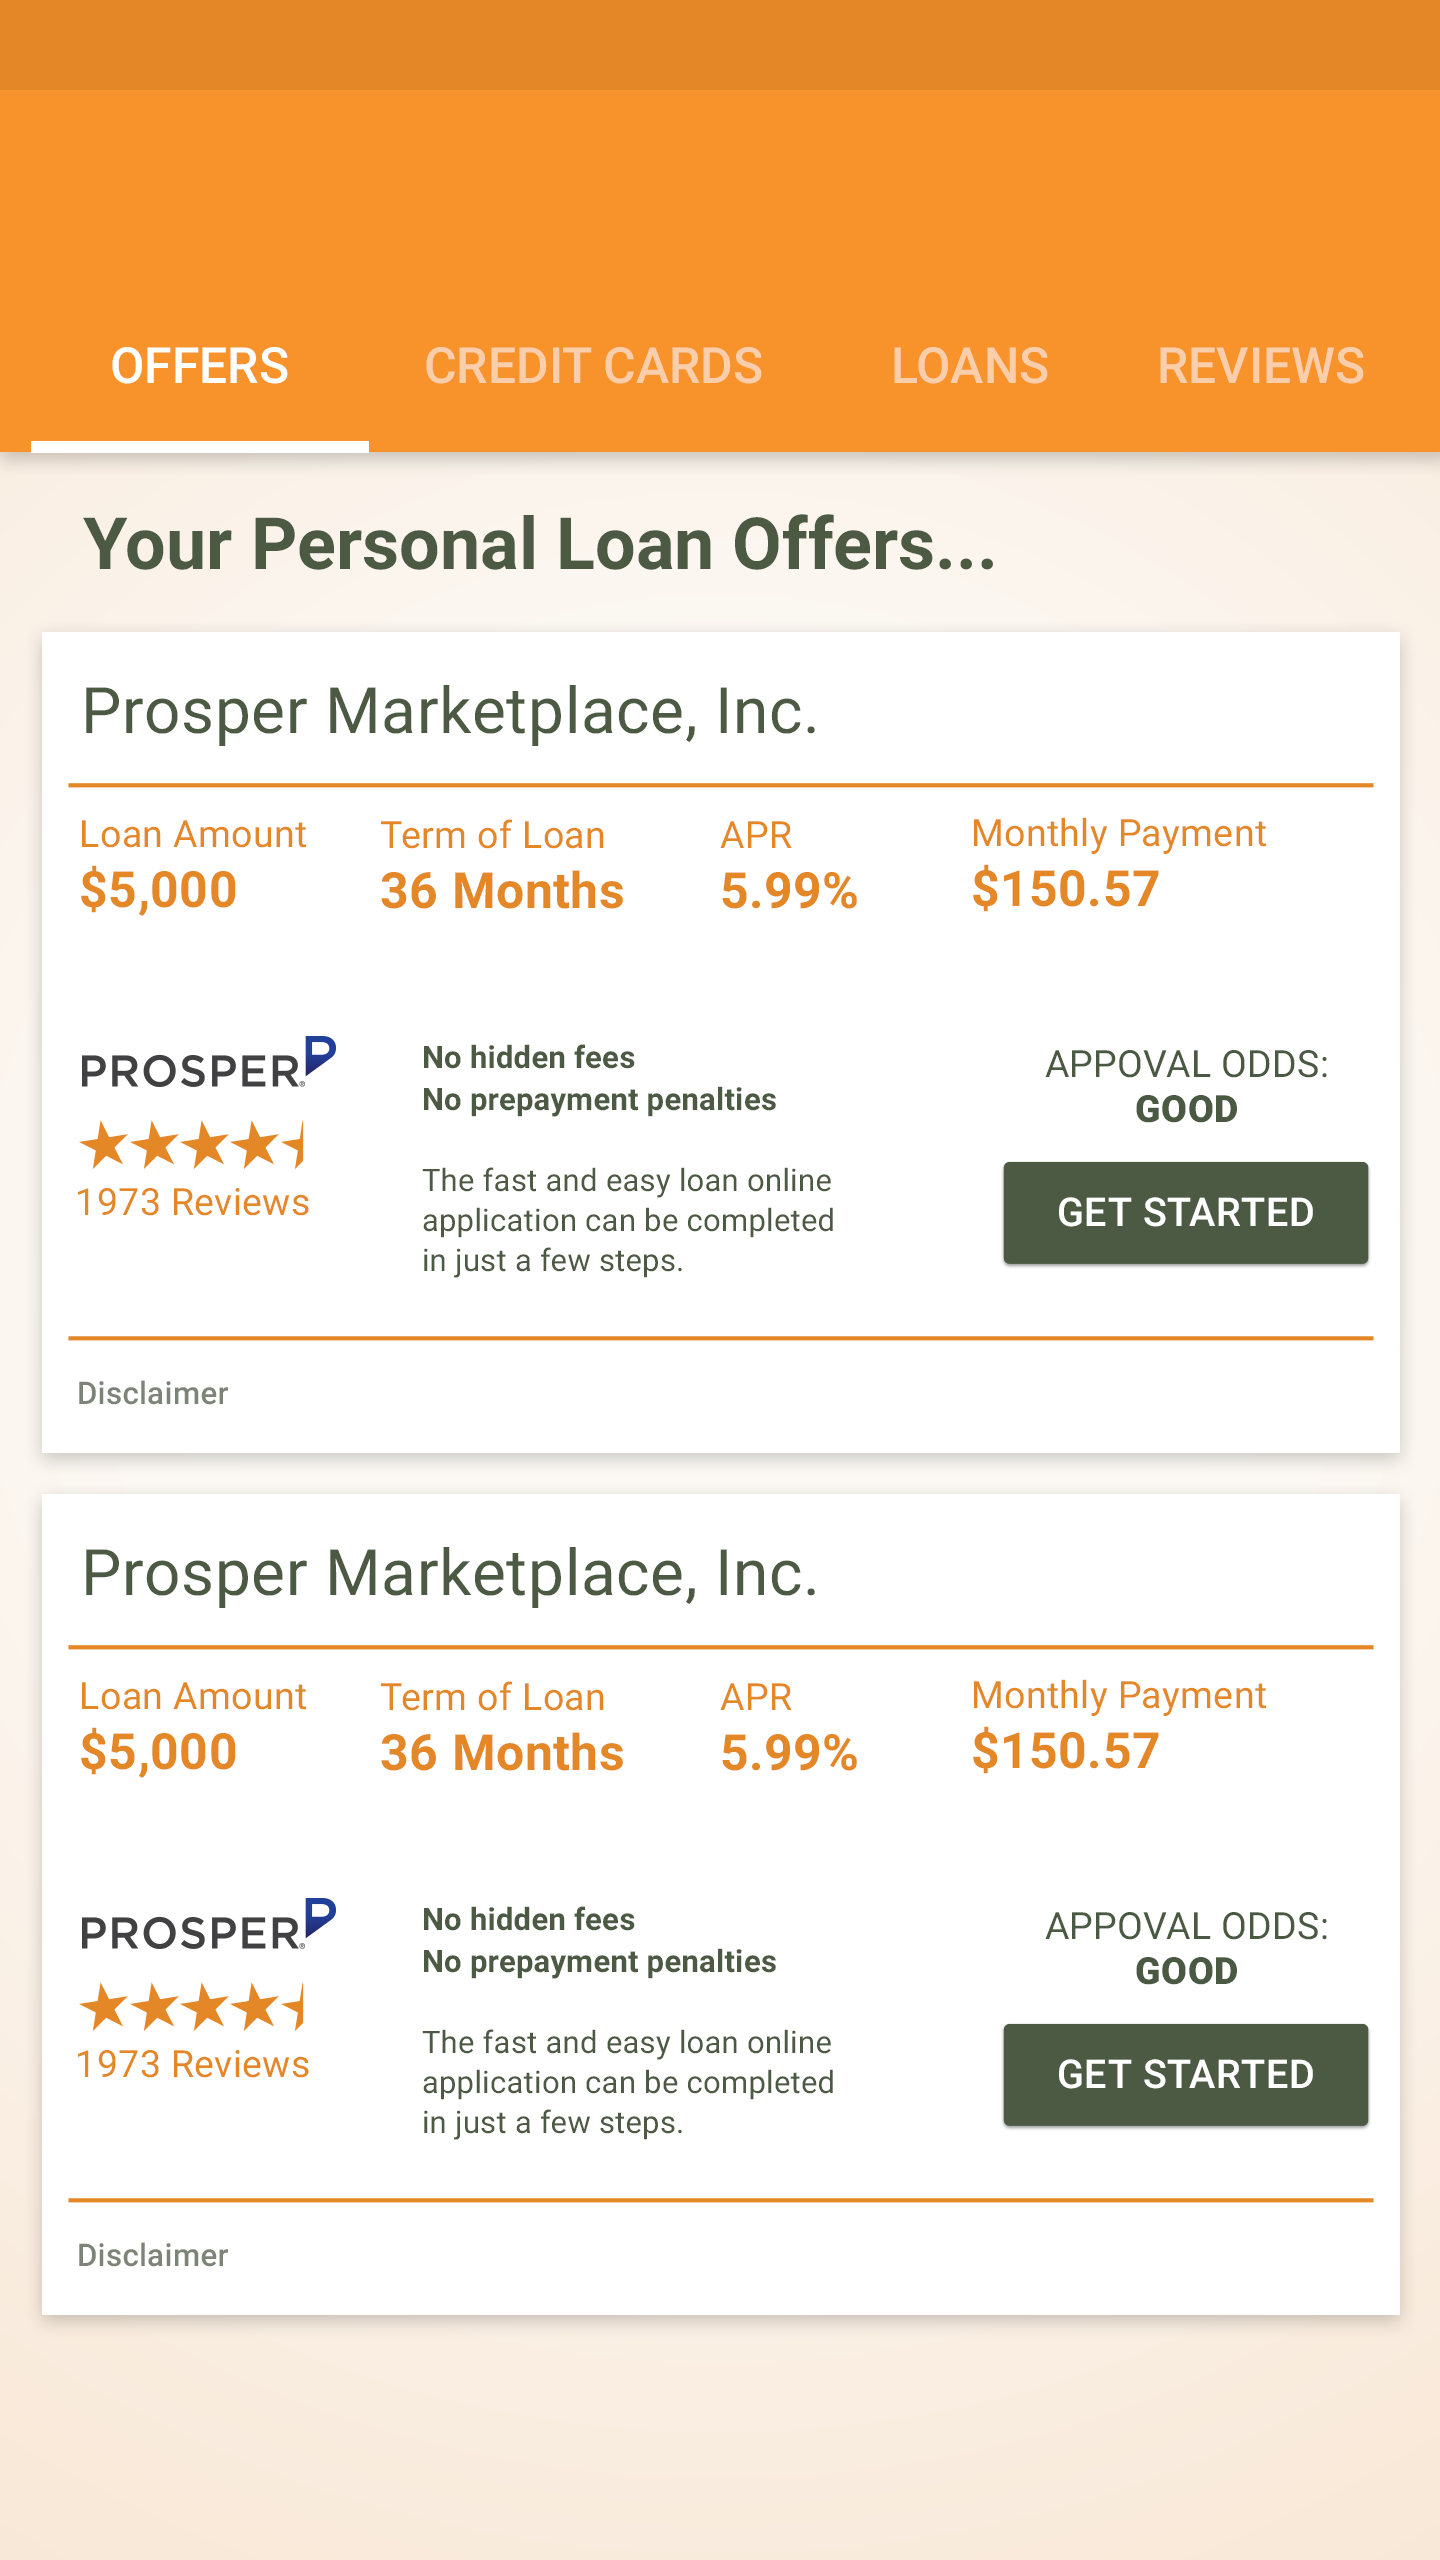 OFFERS CREDIT CARDS LOANS REVIEWS
Your Personal Loan Offers...
Prosper Marketplace, Inc.
Loan Amount Term of Loan APR Monthly Payment
$5,000 36 Months 5.99% $150.57
PROSPER®
1973 Reviews
No hidden fees
No prepayment penalties
The fast and easy loan online
application can be completed
in just a few steps.
APPOVAL ODDS:
GOOD
GET STARTED
Disclaimer
Prosper Marketplace, Inc.
Loan Amount Term of Loan APR Monthly Payment
$5,000 36 Months 5.99% $150.57
PROSPER®
1973 Reviews
No hidden fees
No prepayment penalties
The fast and easy loan online
application can be completed
in just a few steps.
APPOVAL ODDS:
GOOD
GET STARTED
Disclaimer